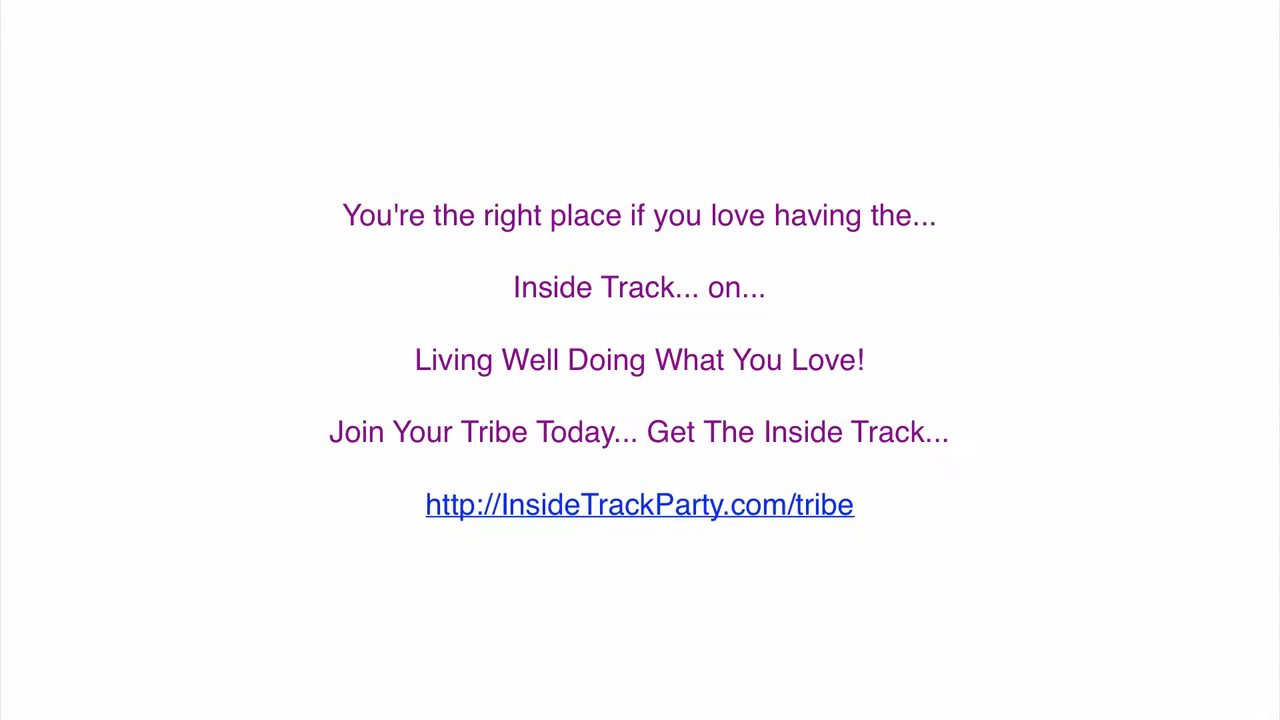 You're the right place if you love having the...
Inside Track... on...
Living Well Doing What You Love!
Join Your Tribe Today... Get The Inside Track...
http://InsideTrackParty.com/tribe